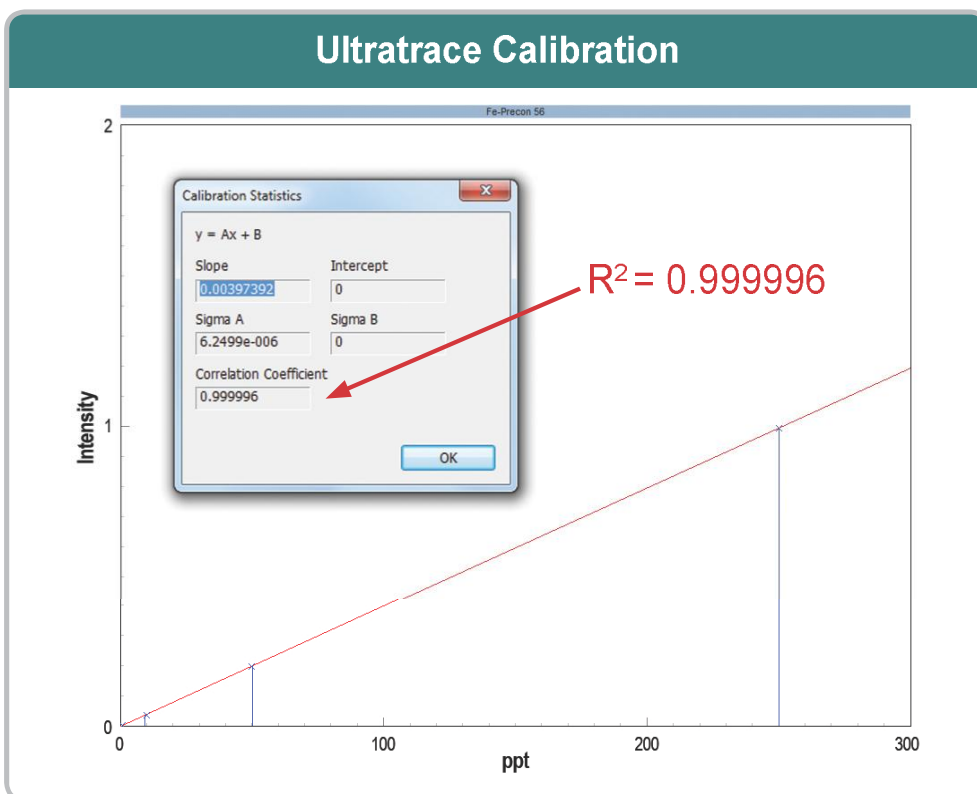 Ultratrace Calibration
Fe-Precon 56
2
Calibration Statistics
y = Ax + B
Slope Intercept
0.00397392 0
Sigma A Sigma B
6.2499e-006 0
Correlation Coefficient
0.999996
OK
R² = 0.999996
Intensity
1
0
0 100 200 300
ppt